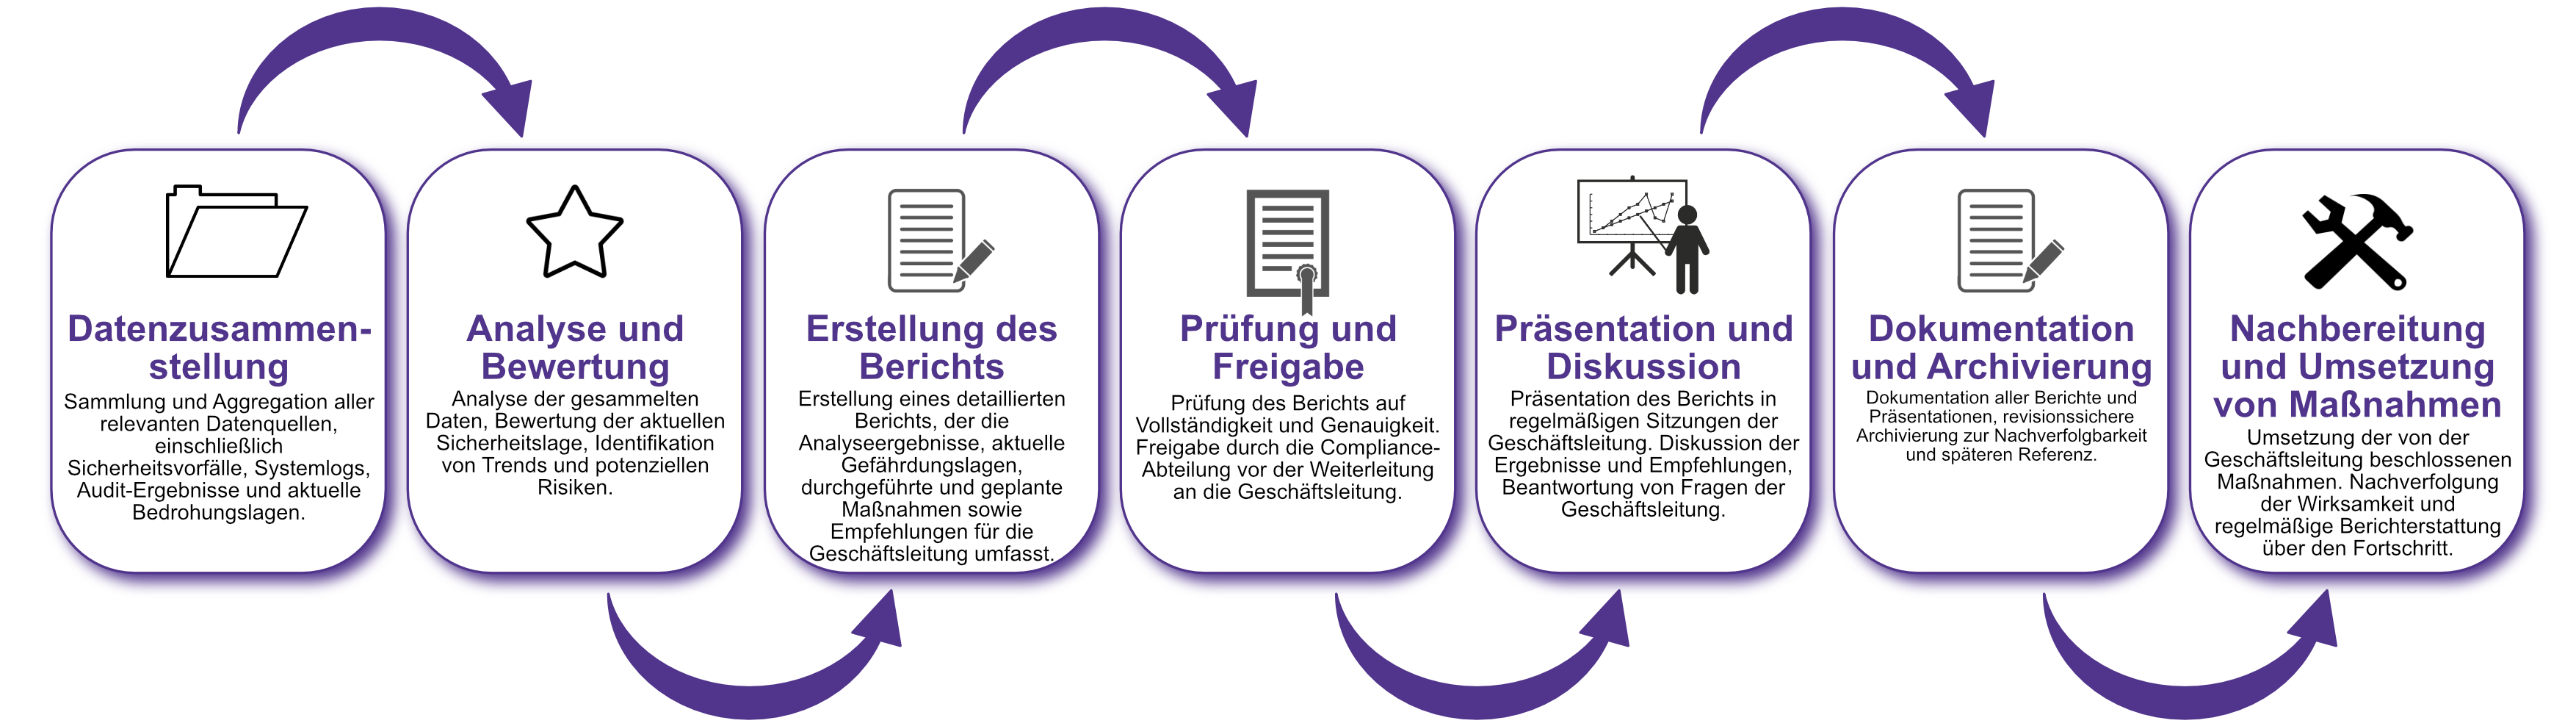 Datenzusammen-
stellung
Sammlung und Aggregation aller
relevanten Datenquellen,
einschließlich
Sicherheitsvorfälle, Systemlogs,
Audit-Ergebnisse und aktuelle
Bedrohungslagen.
Analyse und
Bewertung
Analyse der gesammelten
Daten, Bewertung der aktuellen
Sicherheitslage, Identifikation
von Trends und potenziellen
Risiken.
Erstellung des
Berichts
Erstellung eines detaillierten
Berichts, der die
Analyseergebnisse, aktuelle
Gefährdungslagen,
durchgeführte und geplante
Maßnahmen sowie
Empfehlungen für die
Geschäftsleitung umfasst.
Prüfung und
Freigabe
Prüfung des Berichts auf
Vollständigkeit und Genauigkeit.
Freigabe durch die Compliance-
Abteilung vor der Weiterleitung
an die Geschäftsleitung.
Präsentation und
Diskussion
Präsentation des Berichts in
regelmäßigen Sitzungen der
Geschäftsleitung. Diskussion der
Ergebnisse und Empfehlungen,
Beantwortung von Fragen der
Geschäftsleitung.
Dokumentation
und Archivierung
Dokumentation aller Berichte und
Präsentationen, revisionssichere
Archivierung zur Nachverfolgbarkeit
und späteren Referenz.
Nachbereitung
und Umsetzung
von Maßnahmen
Umsetzung der von der
Geschäftsleitung beschlossenen
Maßnahmen. Nachverfolgung
der Wirksamkeit und
regelmäßige Berichterstattung
über den Fortschritt.